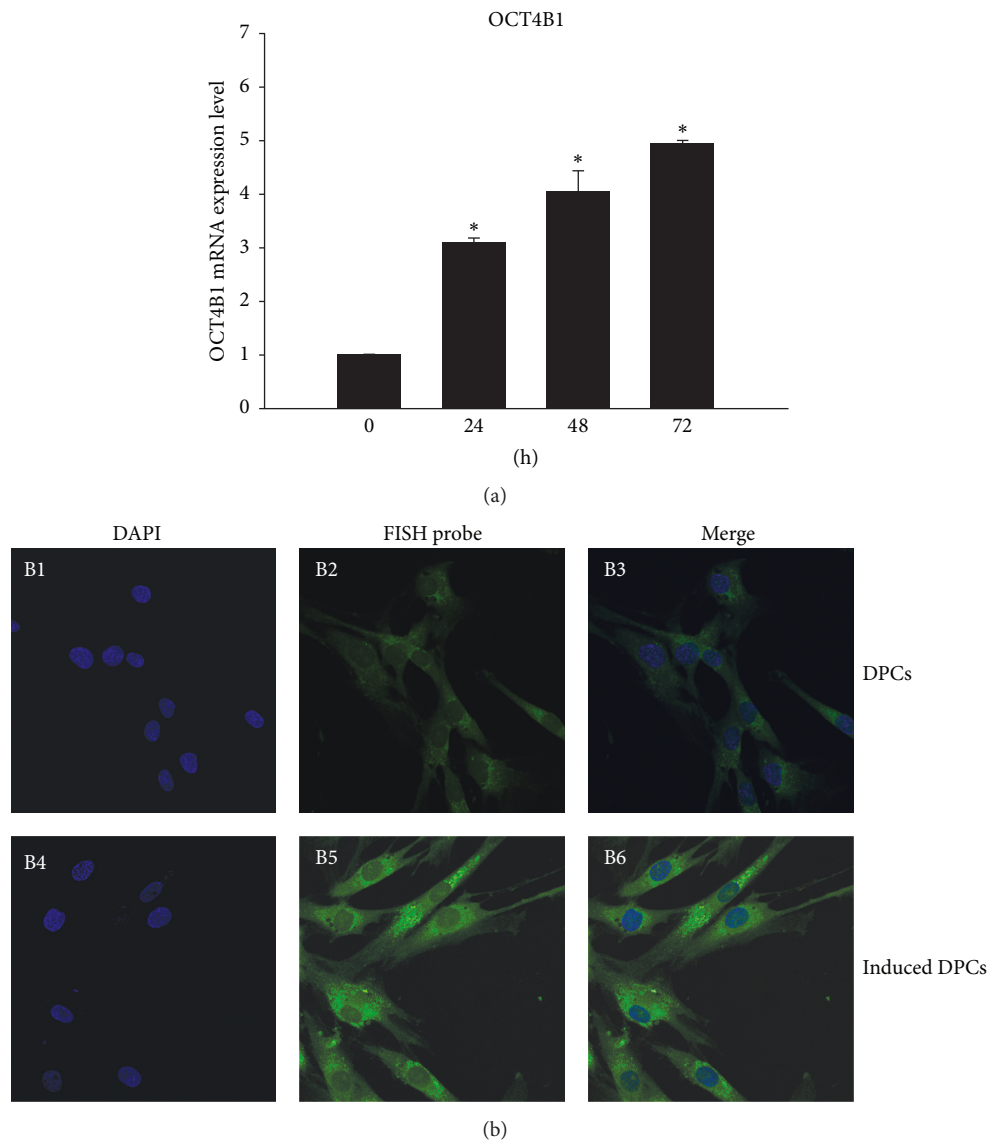 OCT4B1
OCT4B1 mRNA expression level
7
6
5
4
3
2
1
0
*
*
*
0 24 48 72
(h)
(a)
DAPI FISH probe Merge
B1 B2 B3
DPCs
B4 B5 B6
Induced DPCs
(b)